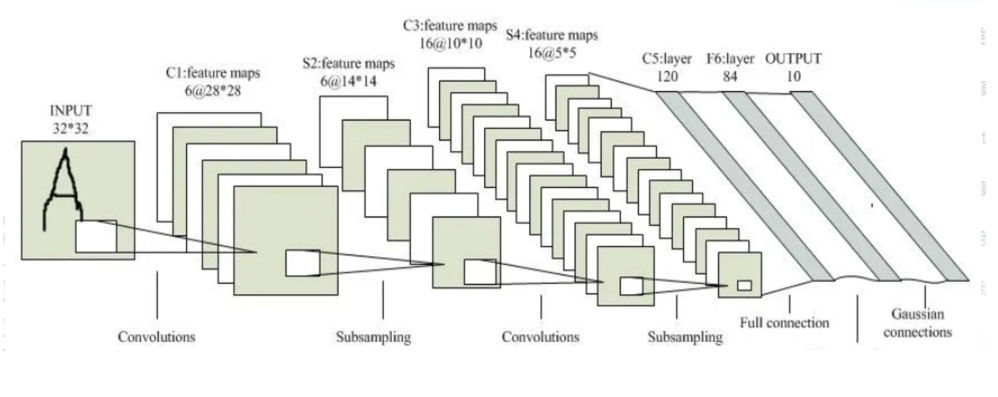 INPUT
32*32
C1:feature maps
6@28*28
S2:feature maps
6@14*14
C3:feature maps
16@10*10
S4:feature maps
16@5*5
C5:layer
120
F6:layer
84
OUTPUT
10
A
Convolutions
Subsampling
Convolutions
Subsampling
Full connection
Gaussian
connections